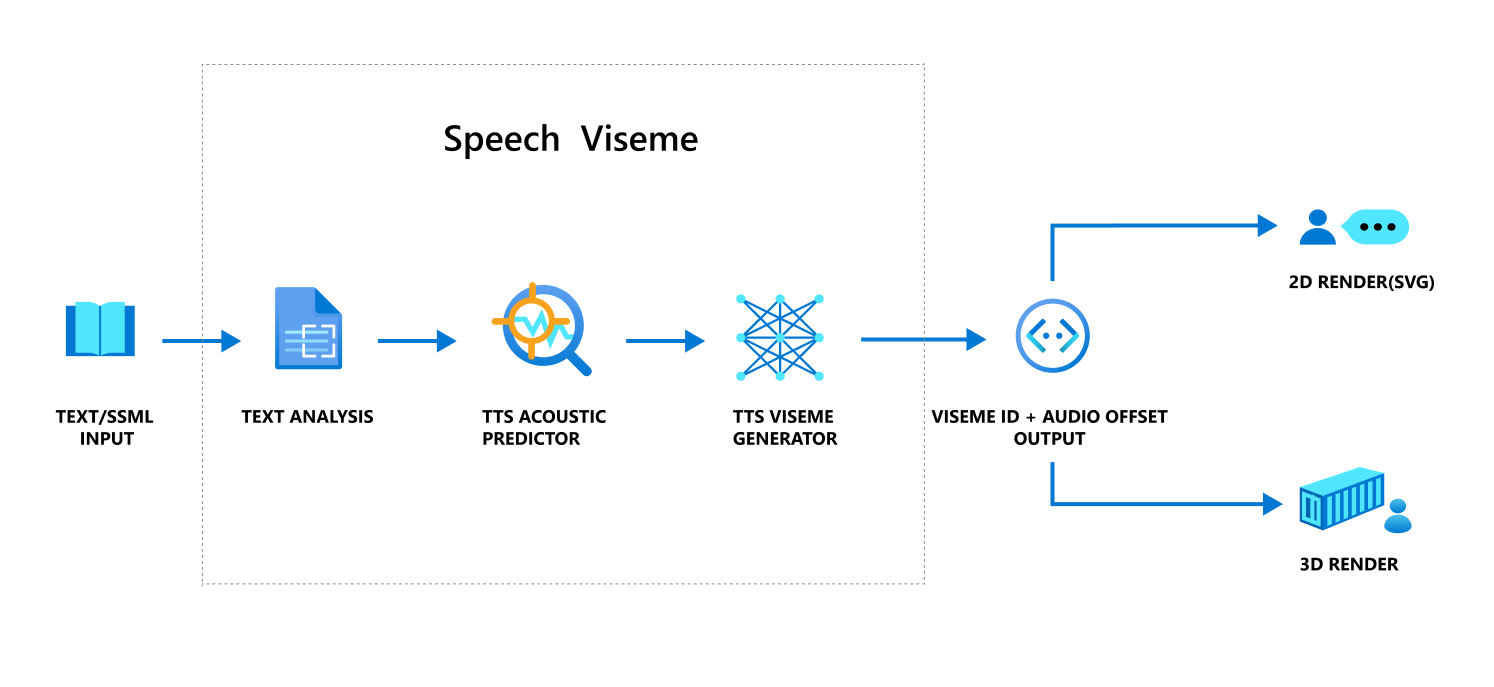 Speech Viseme
TEXT/SSML
INPUT
TEXT ANALYSIS
TTS ACOUSTIC
PREDICTOR
TTS VISEME
GENERATOR
VISEME ID + AUDIO OFFSET
OUTPUT
2D RENDER(SVG)
3D RENDER